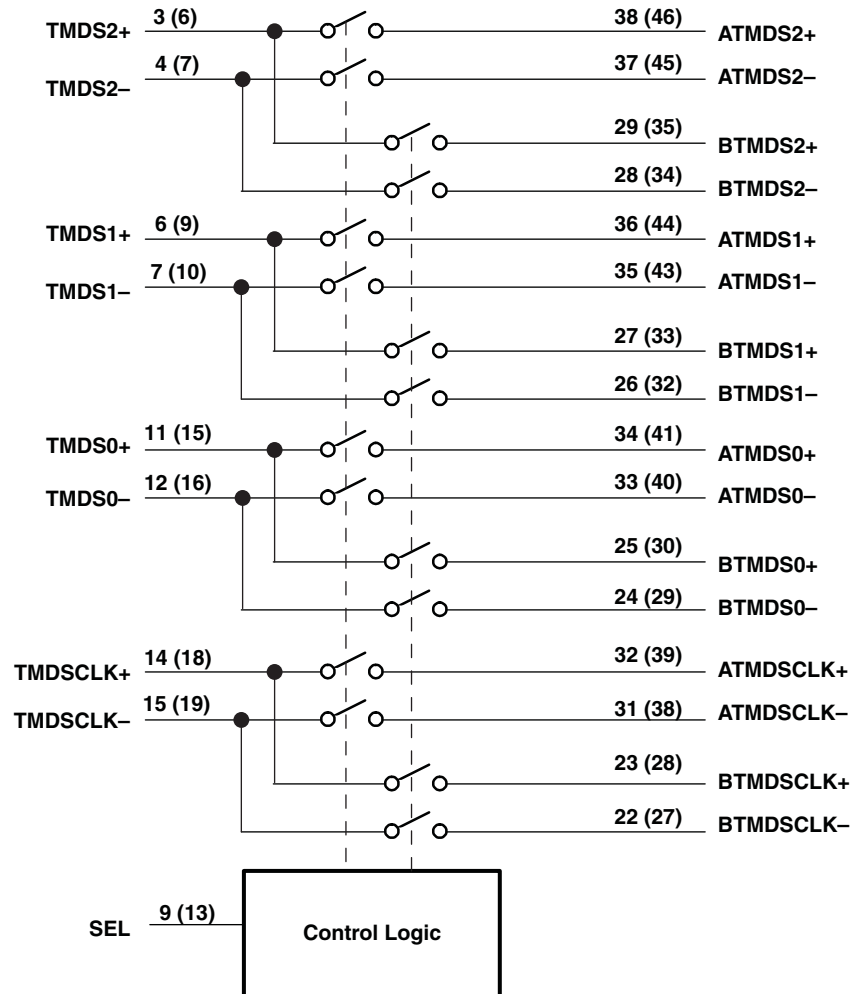 TMDS2+ 3 (6) 38 (46) ATMDS2+
TMDS2– 4 (7) 37 (45) ATMDS2–
29 (35) BTMDS2+
28 (34) BTMDS2–
TMDS1+ 6 (9) 36 (44) ATMDS1+
TMDS1– 7 (10) 35 (43) ATMDS1–
27 (33) BTMDS1+
26 (32) BTMDS1–
TMDS0+ 11 (15) 34 (41) ATMDS0+
TMDS0– 12 (16) 33 (40) ATMDS0–
25 (30) BTMDS0+
24 (29) BTMDS0–
TMDSCLK+ 14 (18) 32 (39) ATMDSCLK+
TMDSCLK– 15 (19) 31 (38) ATMDSCLK–
23 (28) BTMDSCLK+
22 (27) BTMDSCLK–
SEL 9 (13) Control Logic